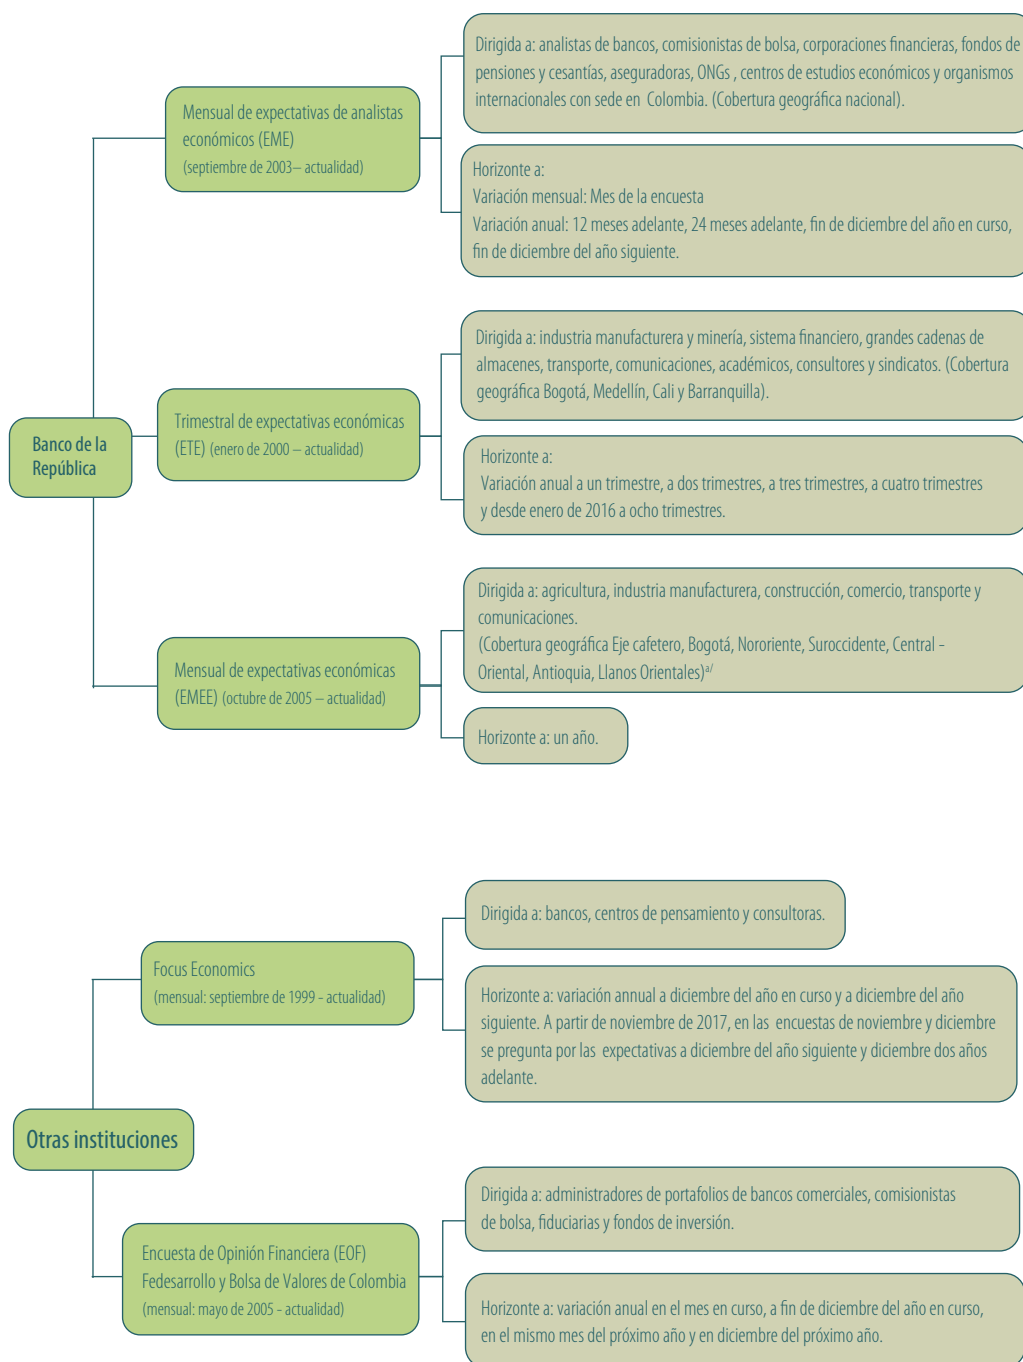 Dirigida a: analistas de bancos, comisionistas de bolsa, corporaciones financieras, fondos de
pensiones y cesantías, aseguradoras, ONGs , centros de estudios económicos y organismos
internacionales con sede en Colombia. (Cobertura geográfica nacional).
Mensual de expectativas de analistas
económicos (EME)
(septiembre de 2003– actualidad)
Horizonte a:
Variación mensual: Mes de la encuesta
Variación anual: 12 meses adelante, 24 meses adelante, fin de diciembre del año en curso,
fin de diciembre del año siguiente.
Dirigida a: industria manufacturera y minería, sistema financiero, grandes cadenas de
almacenes, transporte, comunicaciones, académicos, consultores y sindicatos. (Cobertura
geográfica Bogotá, Medellín, Cali y Barranquilla).
Trimestral de expectativas económicas
(ETE) (enero de 2000 – actualidad)
Banco de la
República
Horizonte a:
Variación anual a un trimestre, a dos trimestres, a tres trimestres, a cuatro trimestres
y desde enero de 2016 a ocho trimestres.
Dirigida a: agricultura, industria manufacturera, construcción, comercio, transporte y
comunicaciones.
(Cobertura geográfica Eje cafetero, Bogotá, Nororiente, Suroccidente, Central -
Oriental, Antioquia, Llanos Orientales)a/
Mensual de expectativas económicas
(EMEE) (octubre de 2005 – actualidad)
Horizonte a: un año.
Dirigida a: bancos, centros de pensamiento y consultoras.
Focus Economics
(mensual: septiembre de 1999 - actualidad)
Horizonte a: variación annual a diciembre del año en curso y a diciembre del año
siguiente. A partir de noviembre de 2017, en las encuestas de noviembre y diciembre
se pregunta por las expectativas a diciembre del año siguiente y diciembre dos años
adelante.
Otras instituciones
Dirigida a: administradores de portafolios de bancos comerciales, comisionistas
de bolsa, fiduciarias y fondos de inversión.
Encuesta de Opinión Financiera (EOF)
Fedesarrollo y Bolsa de Valores de Colombia
(mensual: mayo de 2005 - actualidad)
Horizonte a: variación anual en el mes en curso, a fin de diciembre del año en curso,
en el mismo mes del próximo año y en diciembre del próximo año.